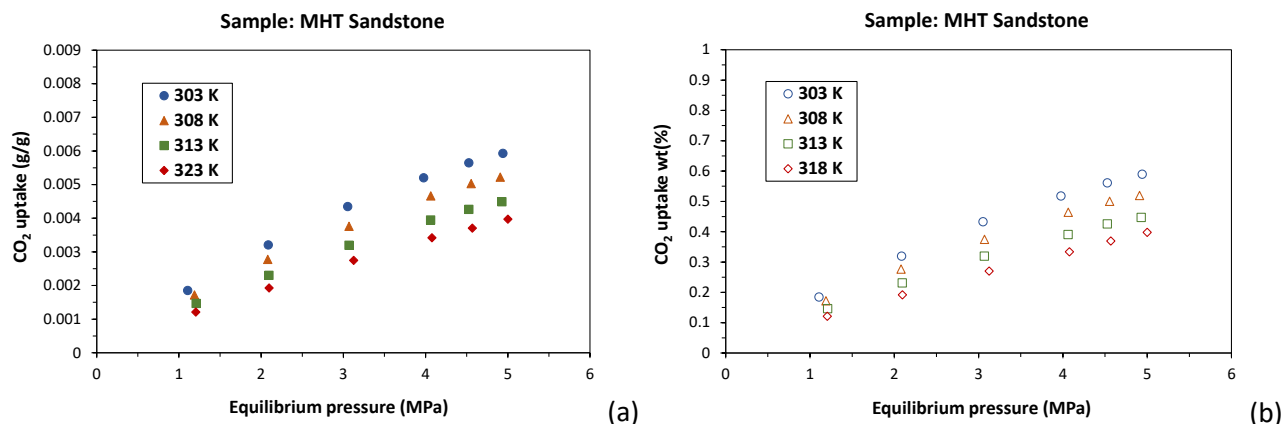 Sample: MHT Sandstone
CO2 uptake (g/g)
0.009
0.008
0.007
0.006
0.005
0.004
0.003
0.002
0.001
0
303 K
308 K
313 K
323 K
0 1 2 3 4 5 6
Equilibrium pressure (MPa)
(a)
Sample: MHT Sandstone
CO2 uptake wt(%)
1
0.9
0.8
0.7
0.6
0.5
0.4
0.3
0.2
0.1
0
303 K
308 K
313 K
318 K
0 1 2 3 4 5 6
Equilibrium pressure (MPa)
(b)